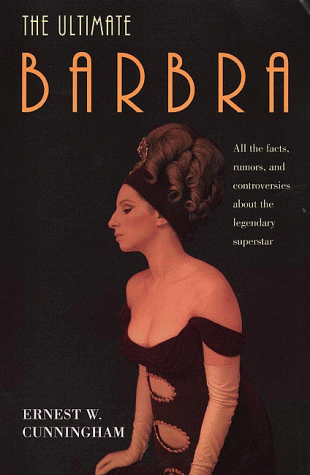 THE ULTIMATE
BARBRA
All the facts,
rumors, and
controversies
about the
legendary
superstar
ERNEST W.
CUNNINGHAM